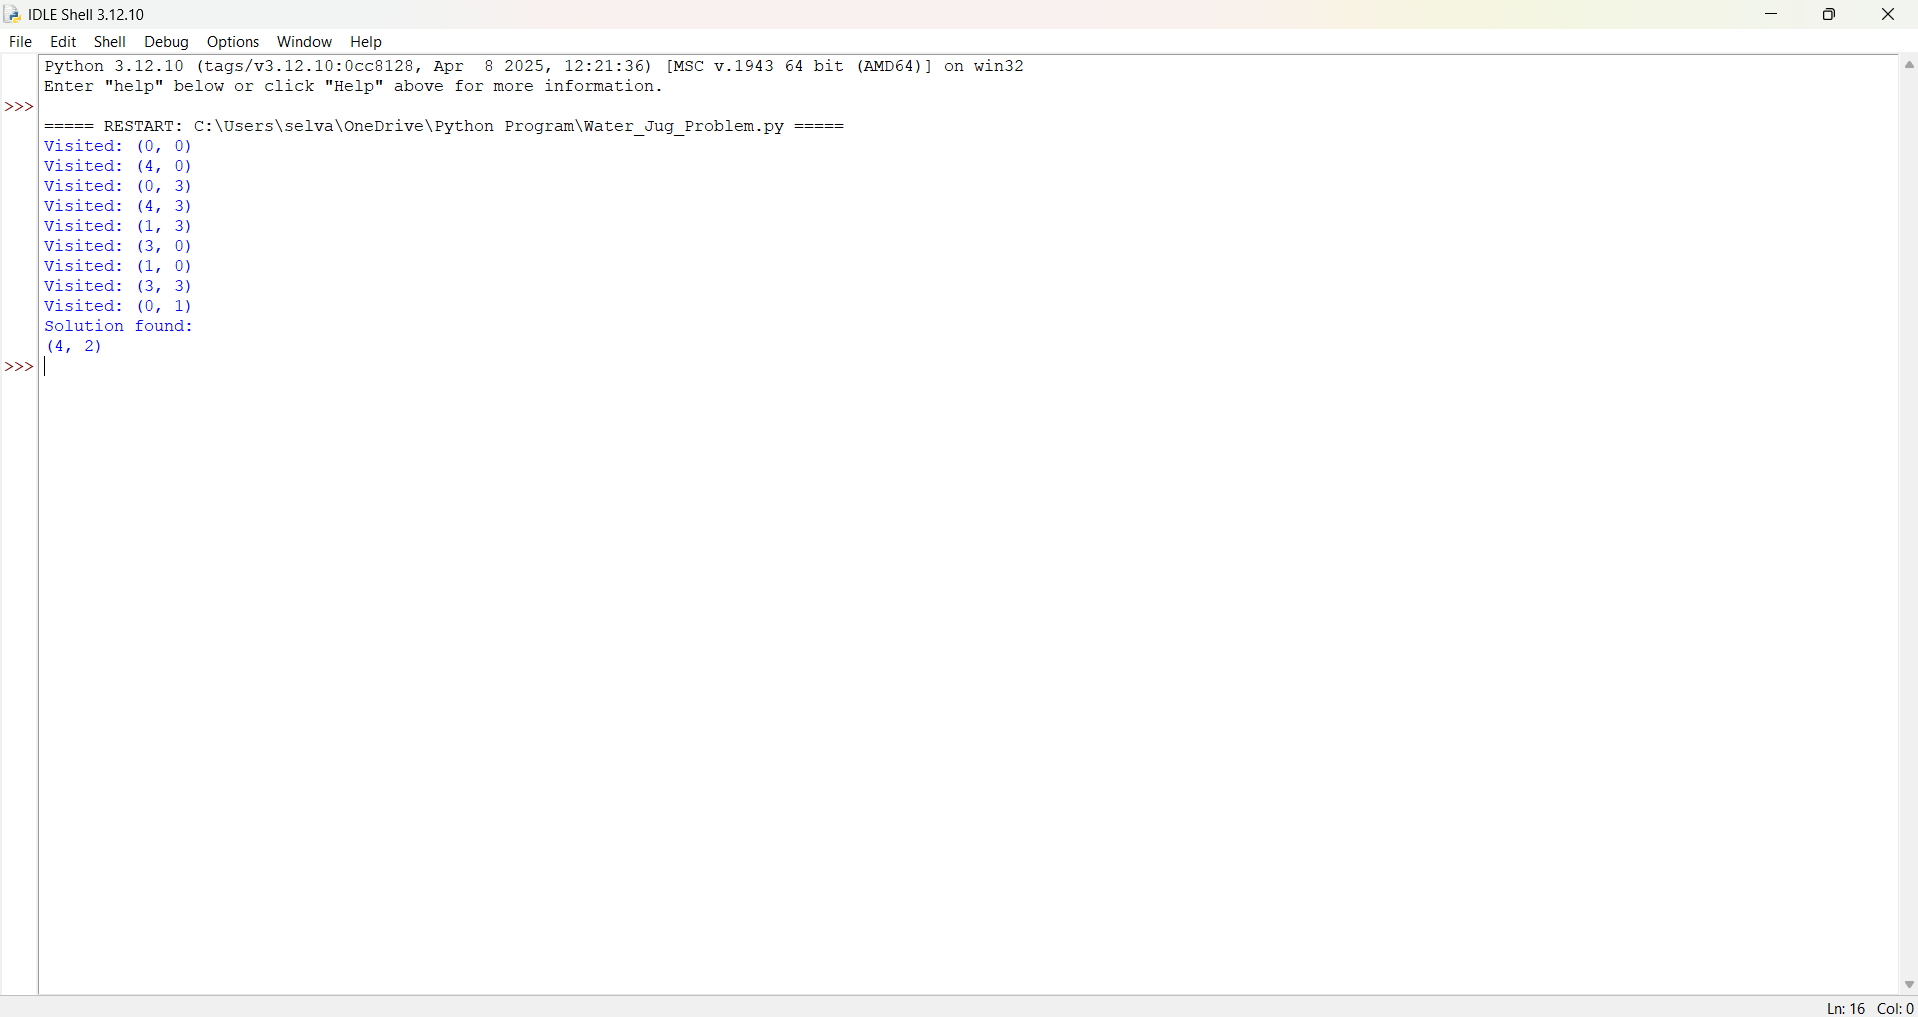 IDLE Shell 3.12.10
File Edit Shell Debug Options Window Help
Python 3.12.10 (tags/v3.12.10:0cc8128, Apr  8 2025, 12:21:36) [MSC v.1943 64 bit (AMD64)] on win32
Enter "help" below or click "Help" above for more information.
>>>
===== RESTART: C:\Users\selva\OneDrive\Python Program\Water_Jug_Problem.py =====
Visited: (0, 0)
Visited: (4, 0)
Visited: (0, 3)
Visited: (4, 3)
Visited: (1, 3)
Visited: (3, 0)
Visited: (1, 0)
Visited: (3, 3)
Visited: (0, 1)
Solution found:
(4, 2)
>>>
Ln: 16 Col: 0